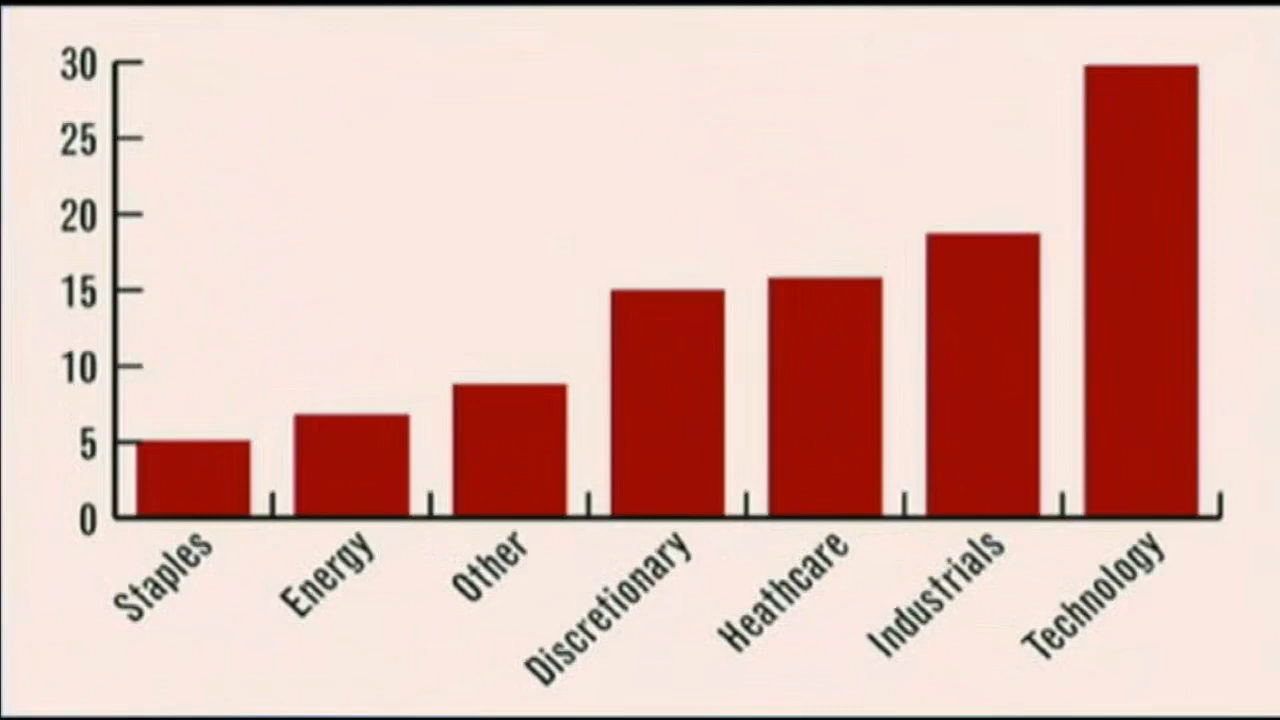 30
25
20
15
10
5
0
Staples
Energy
Other
Discretionary
Heathcare
Industrials
Technology